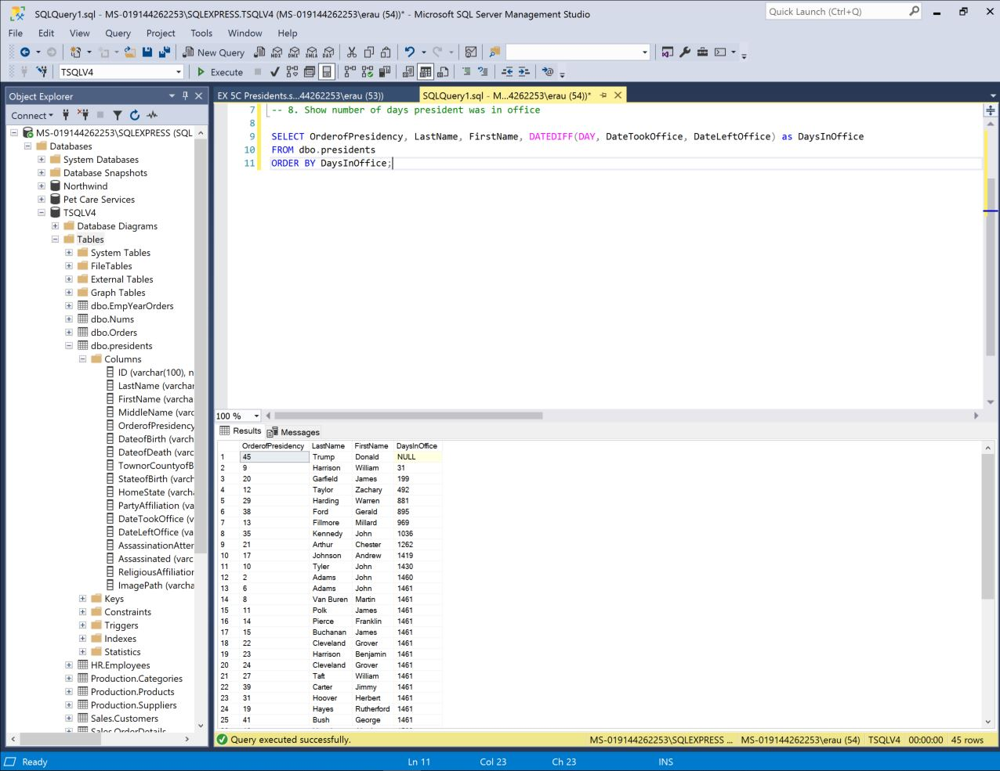 SQLQuery1.sql - MS-019144262253\SQLEXPRESS.TSQLV4 (MS-019144262253\erau (54))* - Microsoft SQL Server Management Studio
Quick Launch (Ctrl+Q)
File Edit View Query Project Tools Window Help
New Query MDX DMX XMLA DAX
TSQLV4 Execute
Object Explorer
Connect
MS-019144262253\SQLEXPRESS (SQL
Databases
System Databases
Database Snapshots
Northwind
Pet Care Services
TSQLV4
Database Diagrams
Tables
System Tables
FileTables
External Tables
Graph Tables
dbo.EmpYearOrders
dbo.Nums
dbo.Orders
dbo.presidents
Columns
ID (varchar(100), n
LastName (varchar
FirstName (varcha
MiddleName (varc
OrderofPresidency
DateofBirth (varch
DateofDeath (varc
TownorCountyofB
StateofBirth (varch
HomeState (varch
PartyAffiliation (va
DateTookOffice (v
DateLeftOffice (va
AssassinationAtter
Assassinated (varc
ReligiousAffiliation
ImagePath (varcha
Keys
Constraints
Triggers
Indexes
Statistics
HR.Employees
Production.Categories
Production.Products
Production.Suppliers
Sales.Customers
Sales.OrderDetails
EX 5C Presidents.s...44262253\erau (53))
SQLQuery1.sql - M...4262253\erau (54))*
7 -- 8. Show number of days president was in office
8
9 SELECT OrderofPresidency, LastName, FirstName, DATEDIFF(DAY, DateTookOffice, DateLeftOffice) as DaysInOffice
10 FROM dbo.presidents
11 ORDER BY DaysInOffice;
100 %
Results Messages
OrderofPresidency LastName FirstName DaysInOffice
1 45 Trump Donald NULL
2 9 Harrison William 31
3 20 Garfield James 199
4 12 Taylor Zachary 492
5 29 Harding Warren 881
6 38 Ford Gerald 895
7 13 Fillmore Millard 969
8 35 Kennedy John 1036
9 21 Arthur Chester 1262
10 17 Johnson Andrew 1419
11 10 Tyler John 1430
12 2 Adams John 1460
13 6 Adams John 1461
14 8 Van Buren Martin 1461
15 11 Polk James 1461
16 14 Pierce Franklin 1461
17 15 Buchanan James 1461
18 22 Cleveland Grover 1461
19 23 Harrison Benjamin 1461
20 24 Cleveland Grover 1461
21 27 Taft William 1461
22 39 Carter Jimmy 1461
23 31 Hoover Herbert 1461
24 19 Hayes Rutherford 1461
25 41 Bush George 1461
Query executed successfully. MS-019144262253\SQLEXPRESS ... MS-019144262253\erau (54) TSQLV4 00:00:00 45 rows
Ready Ln 11 Col 23 Ch 23 INS